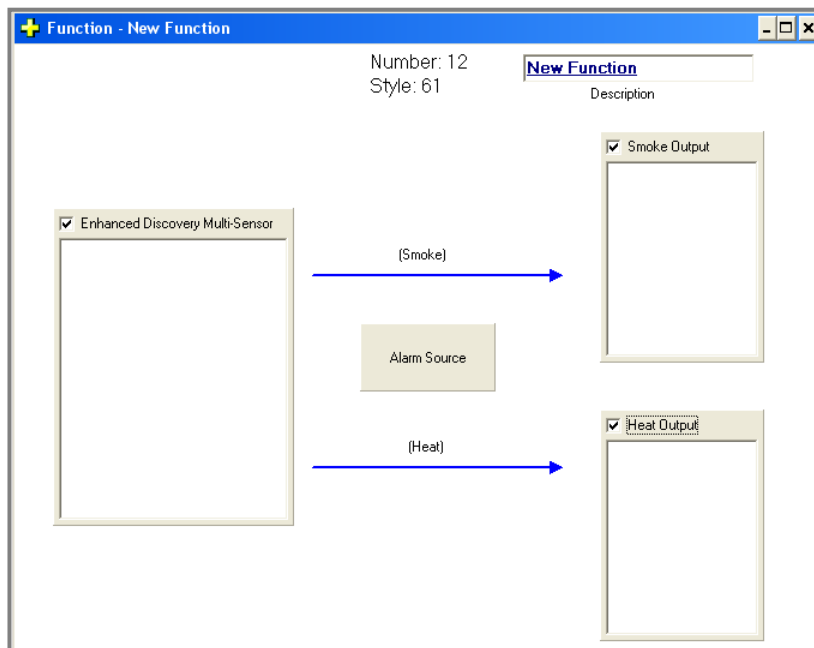 Function - New Function
Number: 12
Style: 61
New Function
Description
Smoke Output
Enhanced Discovery Multi-Sensor
(Smoke)
Alarm Source
Heat Output
(Heat)